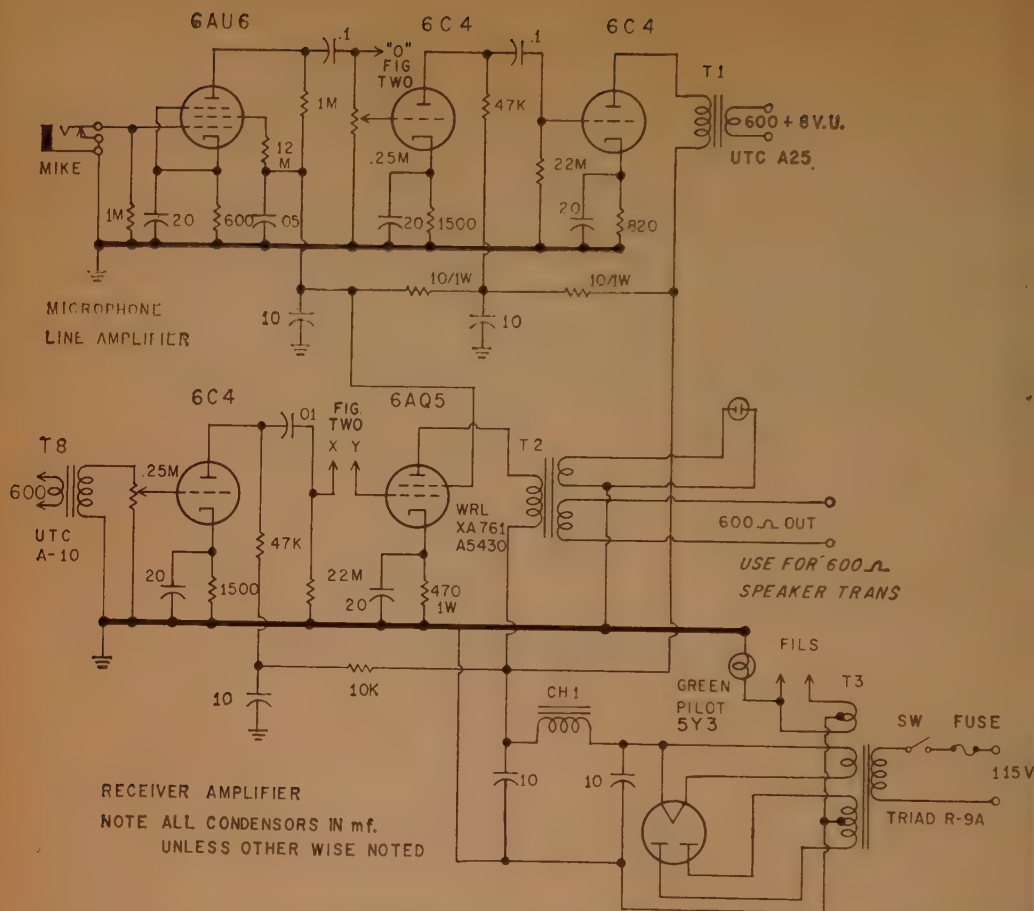 6AU6
6C4
6C4
.1
"O"
FIG
TWO
.1
T1
1M
47K
600 + 8 V.U.
UTC A25
MIKE
12
M
.25M
22M
1M
20
600
05
20
1500
20
820
10/1W
10/1W
10
10
MICROPHONE
LINE AMPLIFIER
6C4
01
FIG.
TWO
X Y
6AQ5
T8
.25M
T2
600
UTC
A-10
WRL
XA761
A5430
600 Ω OUT
47K
USE FOR 600 Ω
SPEAKER TRANS
20
1500
22M
20
470
1W
FILS
10
10K
CH1
GREEN
PILOT
5Y3
T3
SW FUSE
10
10
115V
RECEIVER AMPLIFIER
NOTE ALL CONDENSORS IN mf.
UNLESS OTHER WISE NOTED
TRIAD R-9A